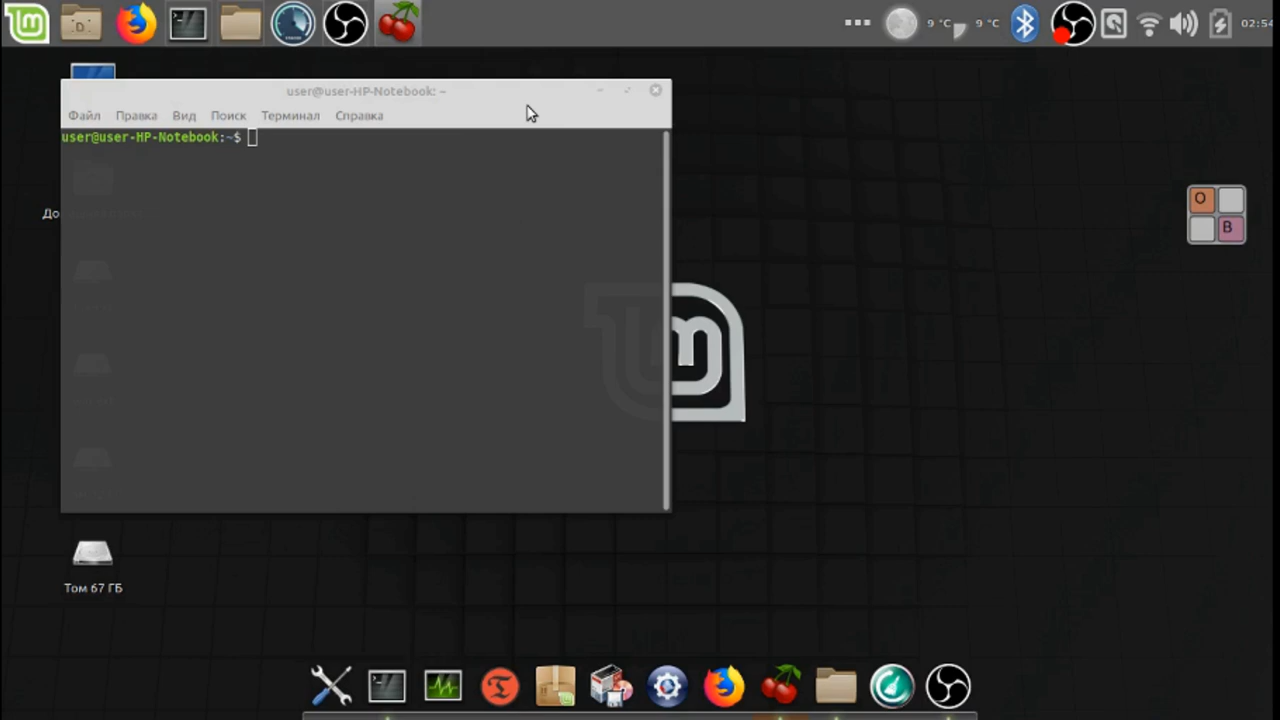 9 °C 9 °C 02:54
user@user-HP-Notebook: ~
Файл Правка Вид Поиск Терминал Справка
user@user-HP-Notebook:~$
До
O
B
Том 67 ГБ